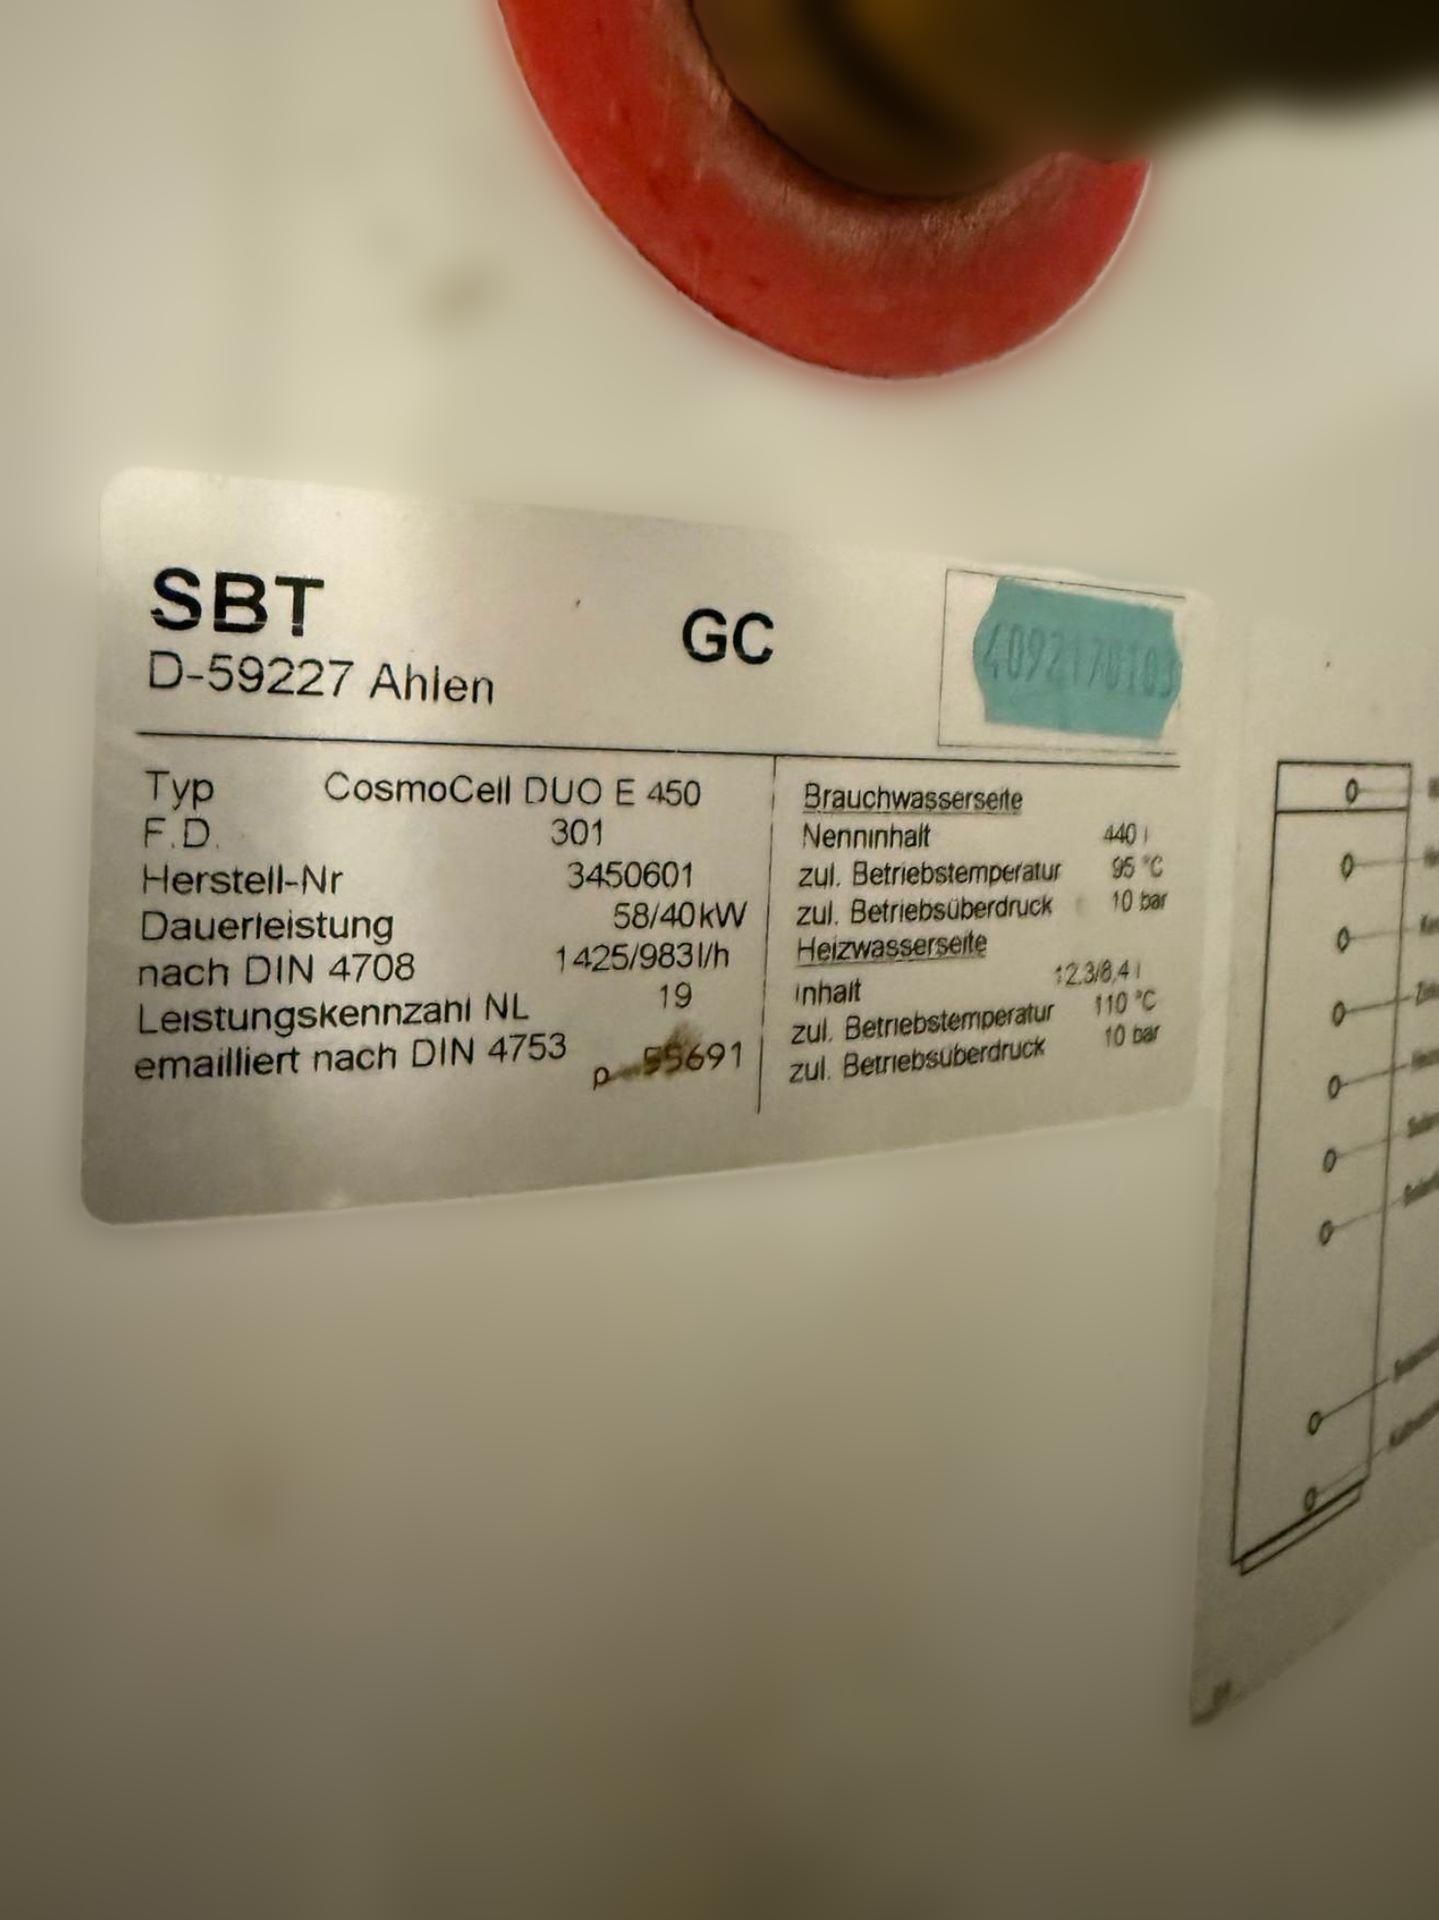 SBT
GC
D-59227 Ahlen
4092170103
Typ CosmoCell DUO E 450
F.D. 301
Herstell-Nr 3450601
Dauerleistung 58/40kW
nach DIN 4708 1425/983l/h
Leistungskennzahl NL 19
emailliert nach DIN 4753
Brauchwasserseite
Nenninhalt 440 l
zul. Betriebstemperatur 95 °C
zul. Betriebsüberdruck 10 bar
Heizwasserseite
Inhalt 12,3/8,4 l
zul. Betriebstemperatur 110 °C
zul. Betriebsüberdruck 10 bar